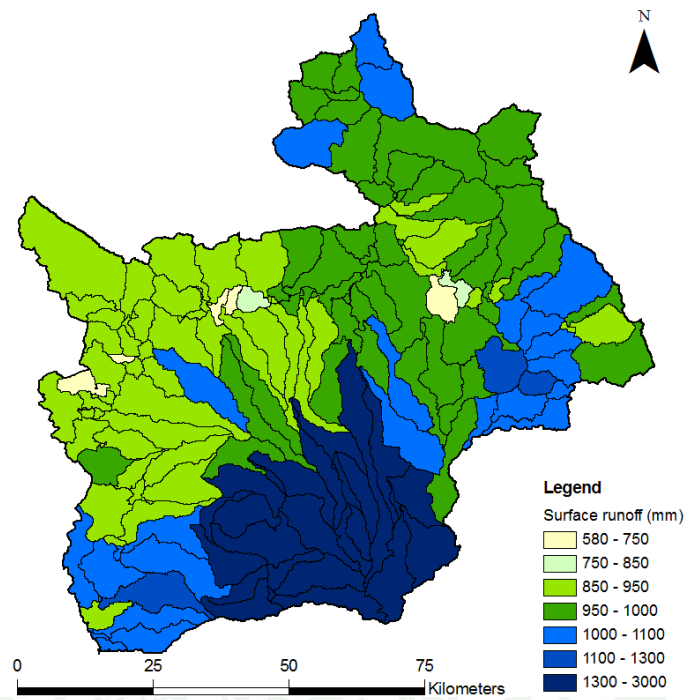 N
Legend
Surface runoff (mm)
580 - 750
750 - 850
850 - 950
950 - 1000
1000 - 1100
1100 - 1300
1300 - 3000
0 25 50 75
Kilometers